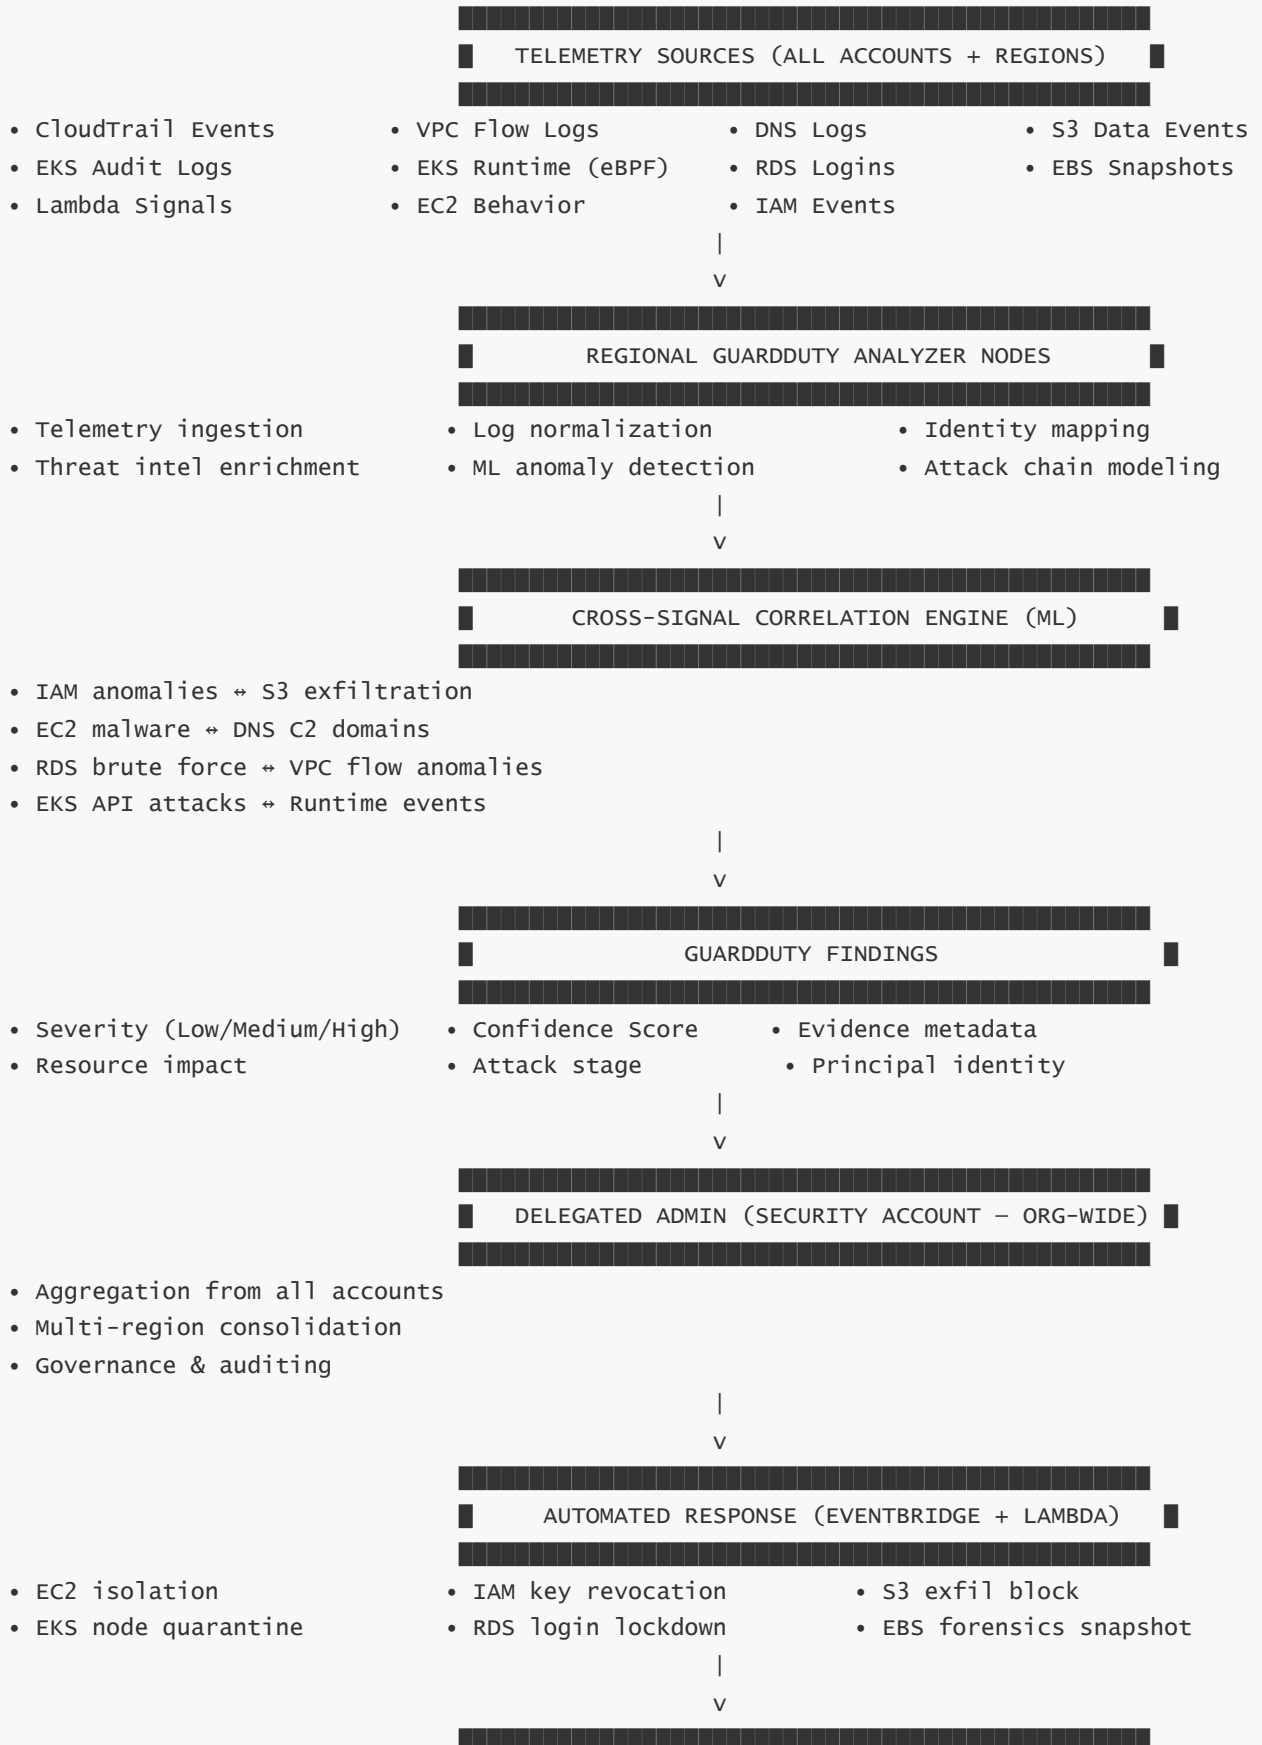 TELEMETRY SOURCES (ALL ACCOUNTS + REGIONS)
• CloudTrail Events • VPC Flow Logs • DNS Logs • S3 Data Events
• EKS Audit Logs • EKS Runtime (eBPF) • RDS Logins • EBS Snapshots
• Lambda Signals • EC2 Behavior • IAM Events
|
v
REGIONAL GUARDDUTY ANALYZER NODES
• Telemetry ingestion • Log normalization • Identity mapping
• Threat intel enrichment • ML anomaly detection • Attack chain modeling
|
v
CROSS-SIGNAL CORRELATION ENGINE (ML)
• IAM anomalies ↔ S3 exfiltration
• EC2 malware ↔ DNS C2 domains
• RDS brute force ↔ VPC flow anomalies
• EKS API attacks ↔ Runtime events
|
v
GUARDDUTY FINDINGS
• Severity (Low/Medium/High) • Confidence Score • Evidence metadata
• Resource impact • Attack stage • Principal identity
|
v
DELEGATED ADMIN (SECURITY ACCOUNT – ORG-WIDE)
• Aggregation from all accounts
• Multi-region consolidation
• Governance & auditing
|
v
AUTOMATED RESPONSE (EVENTBRIDGE + LAMBDA)
• EC2 isolation • IAM key revocation • S3 exfil block
• EKS node quarantine • RDS login lockdown • EBS forensics snapshot
|
v